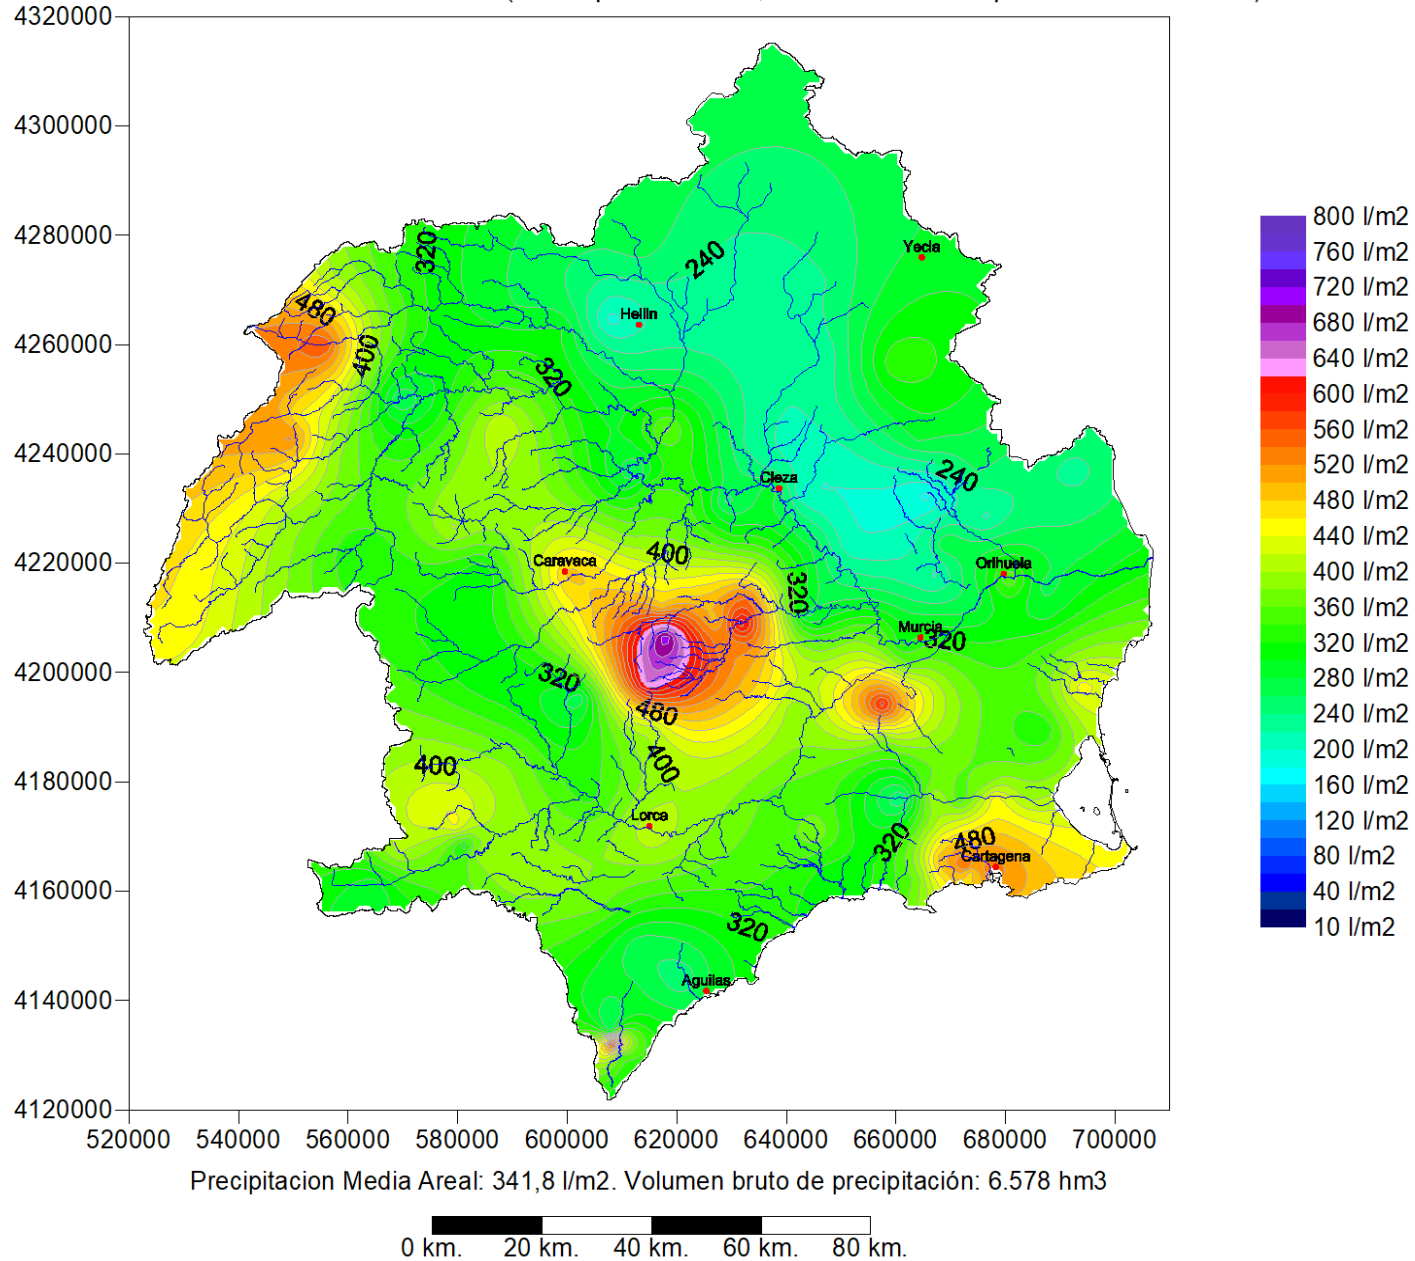 4320000
4300000
4280000
4260000
4240000
4220000
4200000
4180000
4160000
4140000
4120000
520000 540000 560000 580000 600000 620000 640000 660000 680000 700000
320
240
Yecla
480
Hellin
400
320
Cieza
240
400
Caravaca
Orihuela
320
Murcia
320
320
480
400
400
Lorca
320
480
Cartagena
320
Aguilas
800 l/m2
760 l/m2
720 l/m2
680 l/m2
640 l/m2
600 l/m2
560 l/m2
520 l/m2
480 l/m2
440 l/m2
400 l/m2
360 l/m2
320 l/m2
280 l/m2
240 l/m2
200 l/m2
160 l/m2
120 l/m2
80 l/m2
40 l/m2
10 l/m2
Precipitacion Media Areal: 341,8 l/m2. Volumen bruto de precipitación: 6.578 hm3
0 km. 20 km. 40 km. 60 km. 80 km.